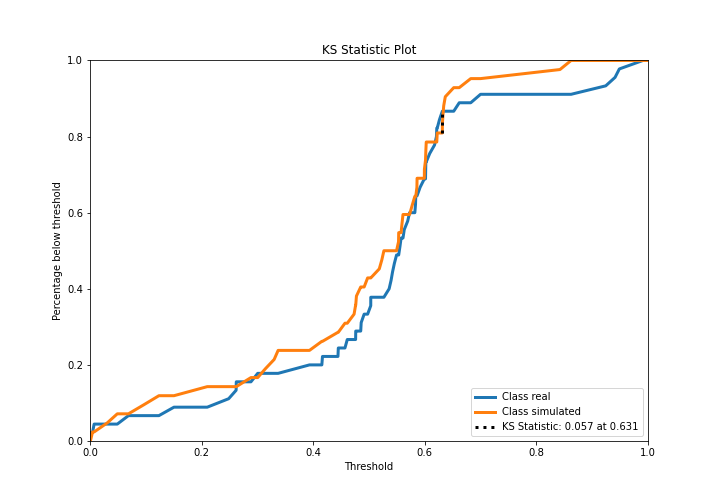 KS Statistic Plot
1.0
0.8
0.6
0.4
0.2
0.0
Percentage below threshold
0.0 0.2 0.4 0.6 0.8 1.0
Threshold
Class real
Class simulated
KS Statistic: 0.057 at 0.631